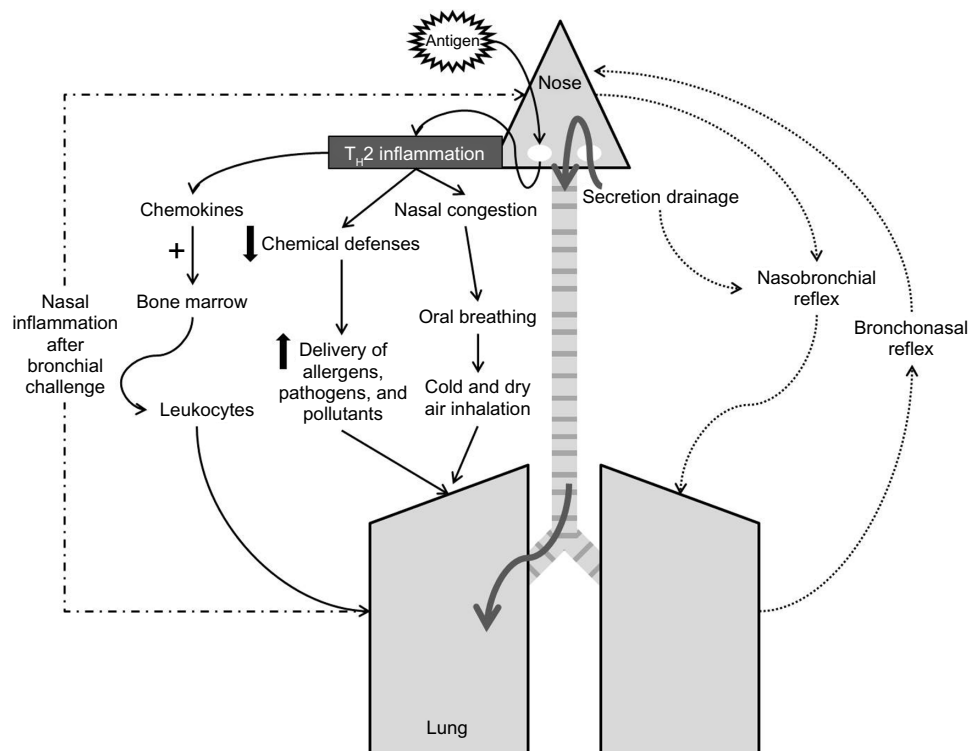 Antigen
Nose
T_H2 inflammation
Secretion drainage
Chemokines
Nasal congestion
Chemical defenses
+
Bone marrow
Oral breathing
Nasobronchial
reflex
Nasal
inflammation
after
bronchial
challenge
Delivery of
allergens,
pathogens, and
pollutants
Cold and dry
air inhalation
Bronchonasal
reflex
Leukocytes
Lung